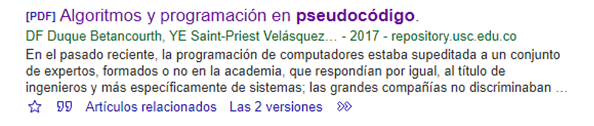 [PDF] Algoritmos y programación en pseudocódigo.
DF Duque Betancourth, YE Saint-Priest Velásquez… - 2017 - repository.usc.edu.co
En el pasado reciente, la programación de computadores estaba supeditada a un conjunto
de expertos, formados o no en la academia, que respondían por igual, al título de
ingenieros y más específicamente de sistemas; las grandes compañías no discriminaban …
Artículos relacionados Las 2 versiones